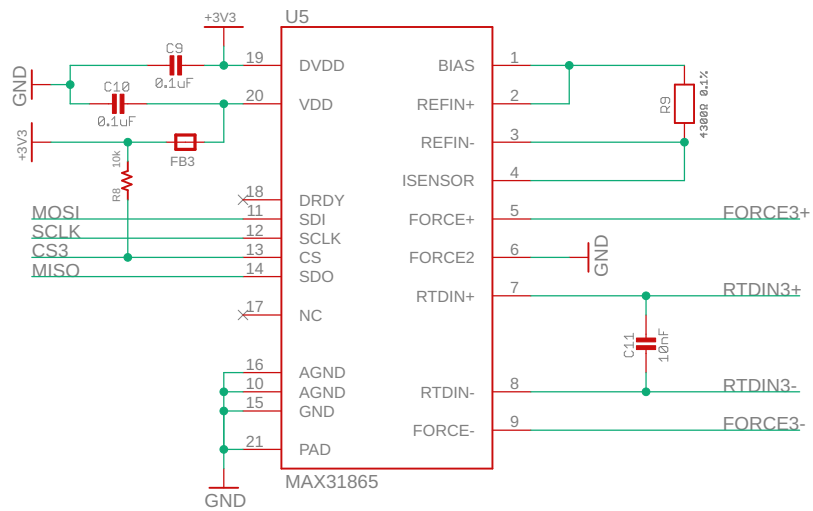 +3V3
U5
C9
0.1uF
19
DVDD
BIAS
1
GND
C10
0.1uF
20
VDD
REFIN+
2
R9
4300Ω 0.1%
+3V3
FB3
REFIN-
3
R8
10k
ISENSOR
4
18
DRDY
MOSI
11
SDI
FORCE+
5
FORCE3+
SCLK
12
SCLK
CS3
13
CS
FORCE2
6
GND
MISO
14
SDO
RTDIN+
7
RTDIN3+
17
NC
C11
10nF
16
AGND
10
AGND
RTDIN-
8
RTDIN3-
15
GND
FORCE-
9
FORCE3-
21
PAD
MAX31865
GND